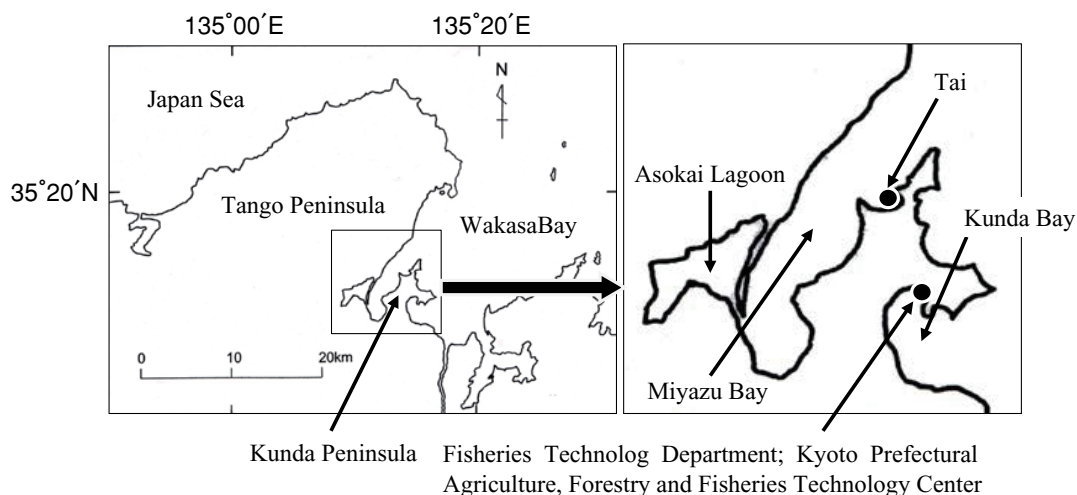 135˚00´E 135˚20´E
Japan Sea
N
35˚20´N
Tango Peninsula
WakasaBay
0 10 20km
Kunda Peninsula
Tai
Asokai Lagoon
Kunda Bay
Miyazu Bay
Fisheries Technolog Department; Kyoto Prefectural
Agriculture, Forestry and Fisheries Technology Center